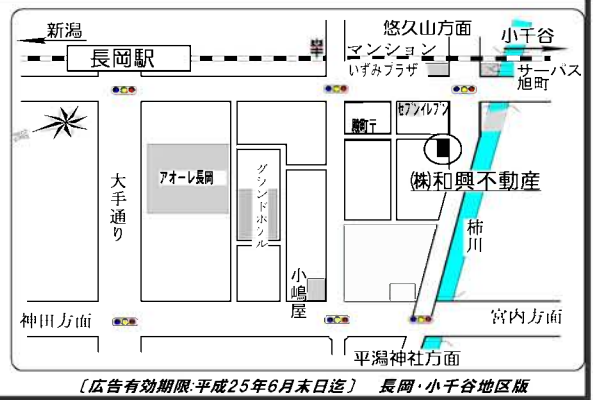 新潟
悠久山方面
小千谷
長岡駅
マンション
いずみプラザ
サーパス
旭町
セブンイレブン
アオーレ長岡
グランドホテル
大手通り
㈱和興不動産
柿川
小嶋屋
神田方面
宮内方面
平潟神社方面
〔広告有効期限:平成25年6月末日迄〕 長岡・小千谷地区版